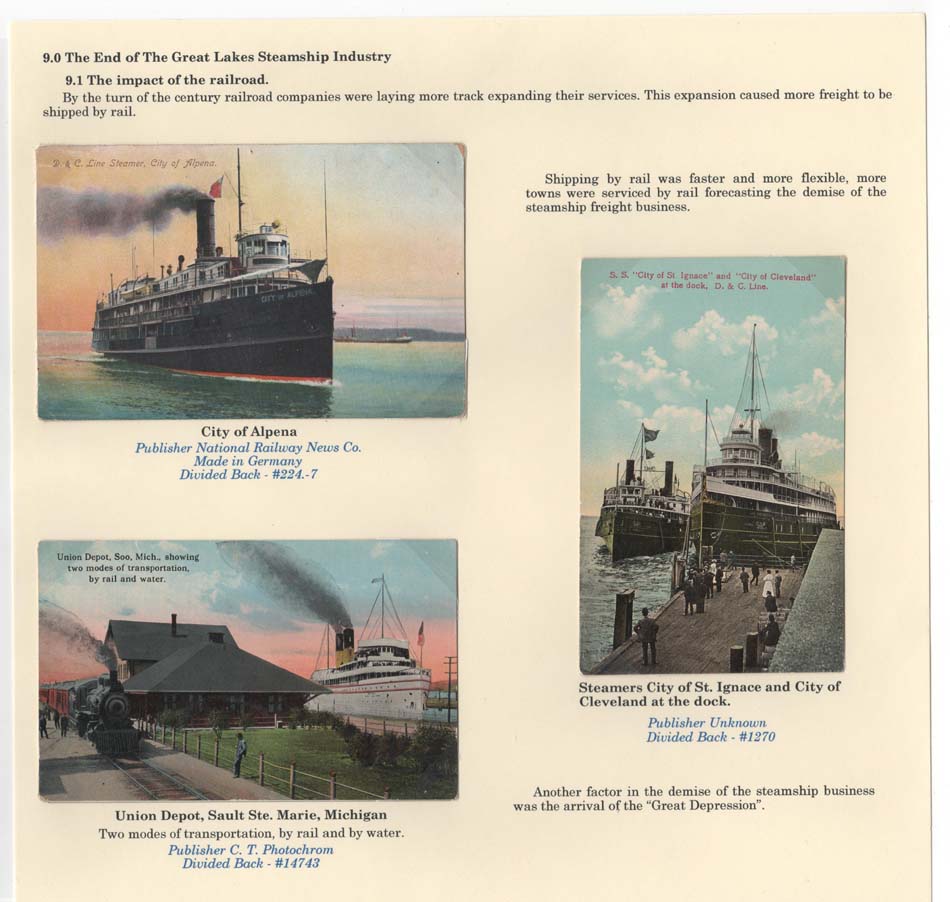 9.0 The End of The Great Lakes Steamship Industry
9.1 The impact of the railroad.
By the turn of the century railroad companies were laying more track expanding their services. This expansion caused more freight to be
shipped by rail.
D. & C. Line Steamer, City of Alpena.
CITY OF ALPENA
City of Alpena
Publisher National Railway News Co.
Made in Germany
Divided Back - #224.-7
Shipping by rail was faster and more flexible, more
towns were serviced by rail forecasting the demise of the
steamship freight business.
S. S. "City of St. Ignace" and "City of Cleveland"
at the dock, D. & C. Line.
Steamers City of St. Ignace and City of
Cleveland at the dock.
Publisher Unknown
Divided Back - #1270
Union Depot, Soo, Mich., showing
two modes of transportation,
by rail and water.
Union Depot, Sault Ste. Marie, Michigan
Two modes of transportation, by rail and by water.
Publisher C. T. Photochrom
Divided Back - #14743
Another factor in the demise of the steamship business
was the arrival of the “Great Depression”.